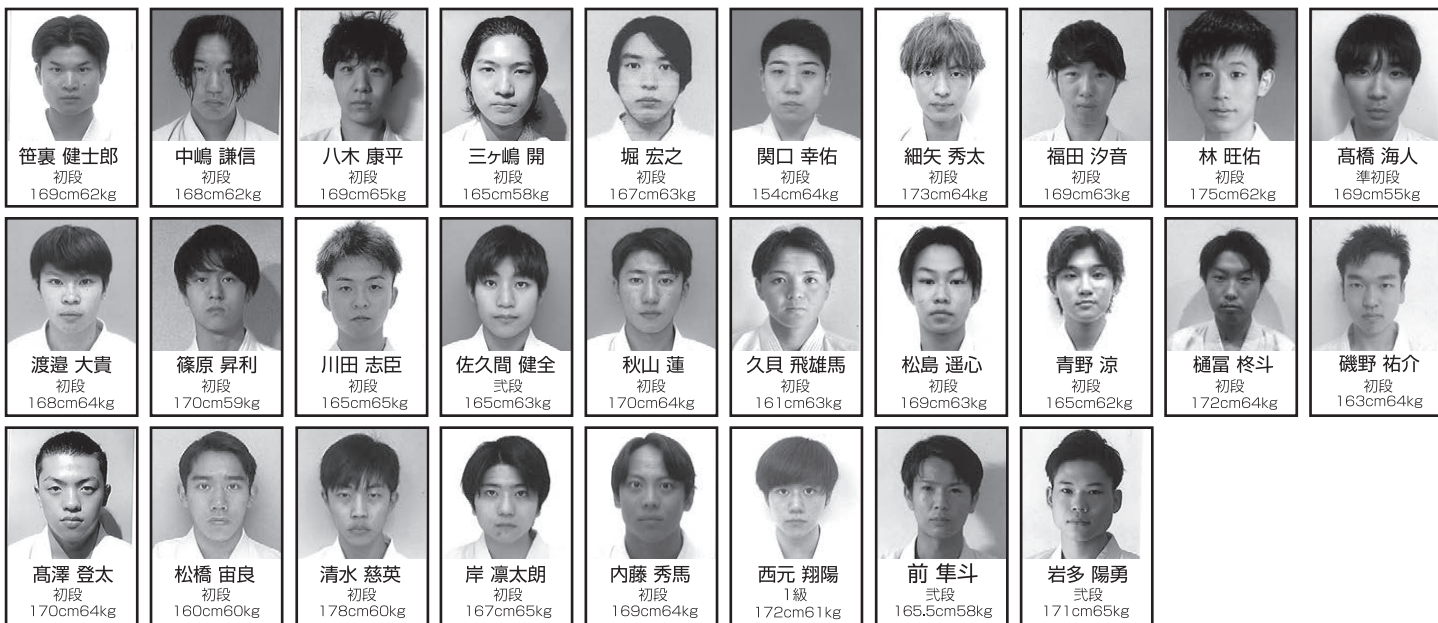 笹裏 健士郎
初段
169cm62kg
中嶋 謙信
初段
168cm62kg
八木 康平
初段
169cm65kg
三ヶ嶋 開
初段
165cm58kg
堀 宏之
初段
167cm63kg
関口 幸佑
初段
154cm64kg
細矢 秀太
初段
173cm64kg
福田 汐音
初段
169cm63kg
林 旺佑
初段
175cm62kg
髙橋 海人
準初段
169cm55kg
渡邉 大貴
初段
168cm64kg
篠原 昇利
初段
170cm59kg
川田 志臣
初段
165cm65kg
佐久間 健全
弐段
165cm63kg
秋山 蓮
初段
170cm64kg
久貝 飛雄馬
初段
161cm63kg
松島 遥心
初段
169cm63kg
青野 涼
初段
165cm62kg
樋冨 柊斗
初段
172cm64kg
磯野 祐介
初段
163cm64kg
髙澤 登太
初段
170cm64kg
松橋 宙良
初段
160cm60kg
清水 慈英
初段
178cm60kg
岸 凛太朗
初段
167cm65kg
内藤 秀馬
初段
169cm64kg
西元 翔陽
1級
172cm61kg
前 隼斗
弐段
165.5cm58kg
岩多 陽勇
弐段
171cm65kg